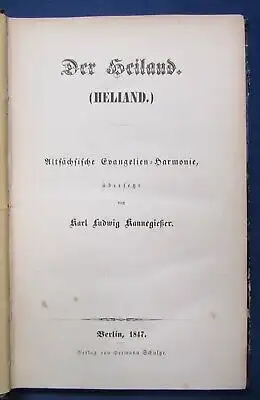 Der Heiland.
(HELIAND.)
Altsächsische Evangelien-Harmonie,
übersetzt
von
Karl Ludwig Kannegießer.
Berlin, 1847.
Verlag von Hermann Schultze.